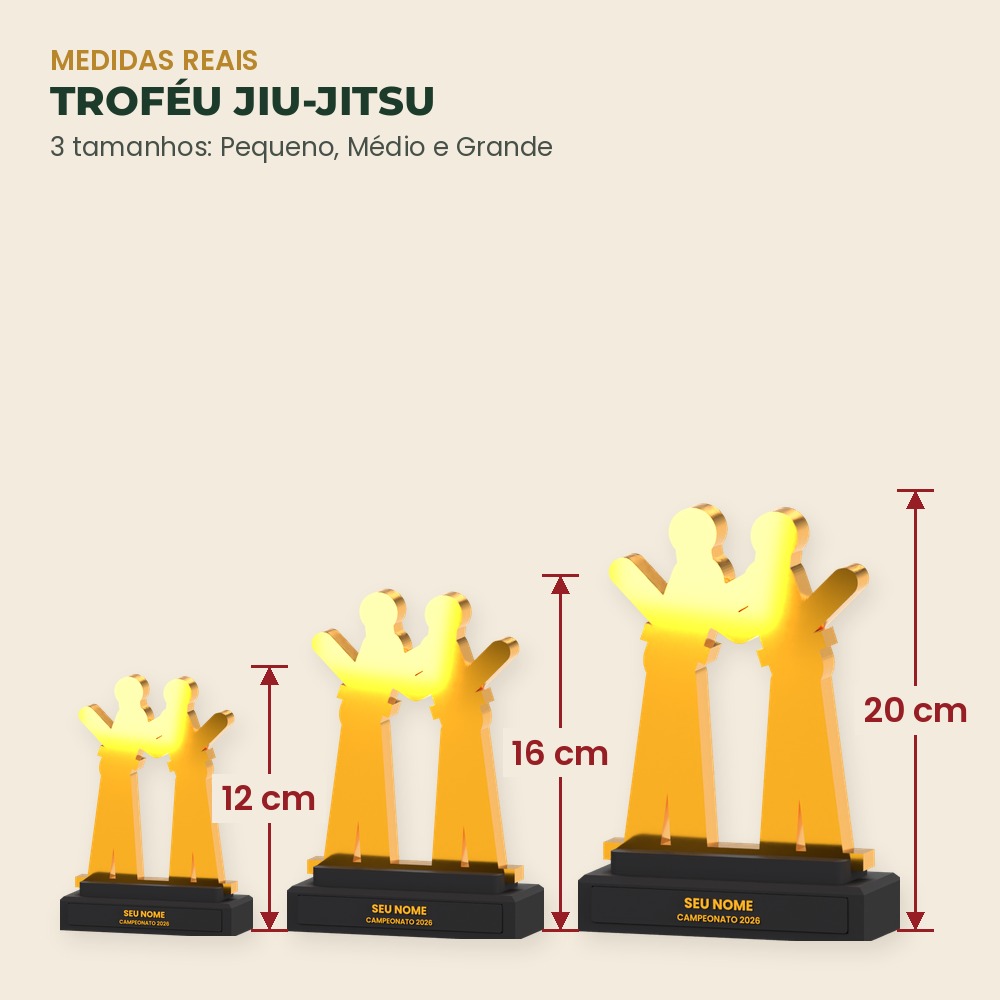 MEDIDAS REAIS
TROFÉU JIU-JITSU
3 tamanhos: Pequeno, Médio e Grande
20 cm
16 cm
12 cm
SEU NOME
CAMPEONATO 2026
SEU NOME
CAMPEONATO 2026
SEU NOME
CAMPEONATO 2026